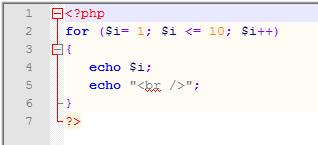 1 <?php
2 for ($i= 1; $i <= 10; $i++)
3 {
4 echo $i;
5 echo "<br />";
6 }
7 ?>